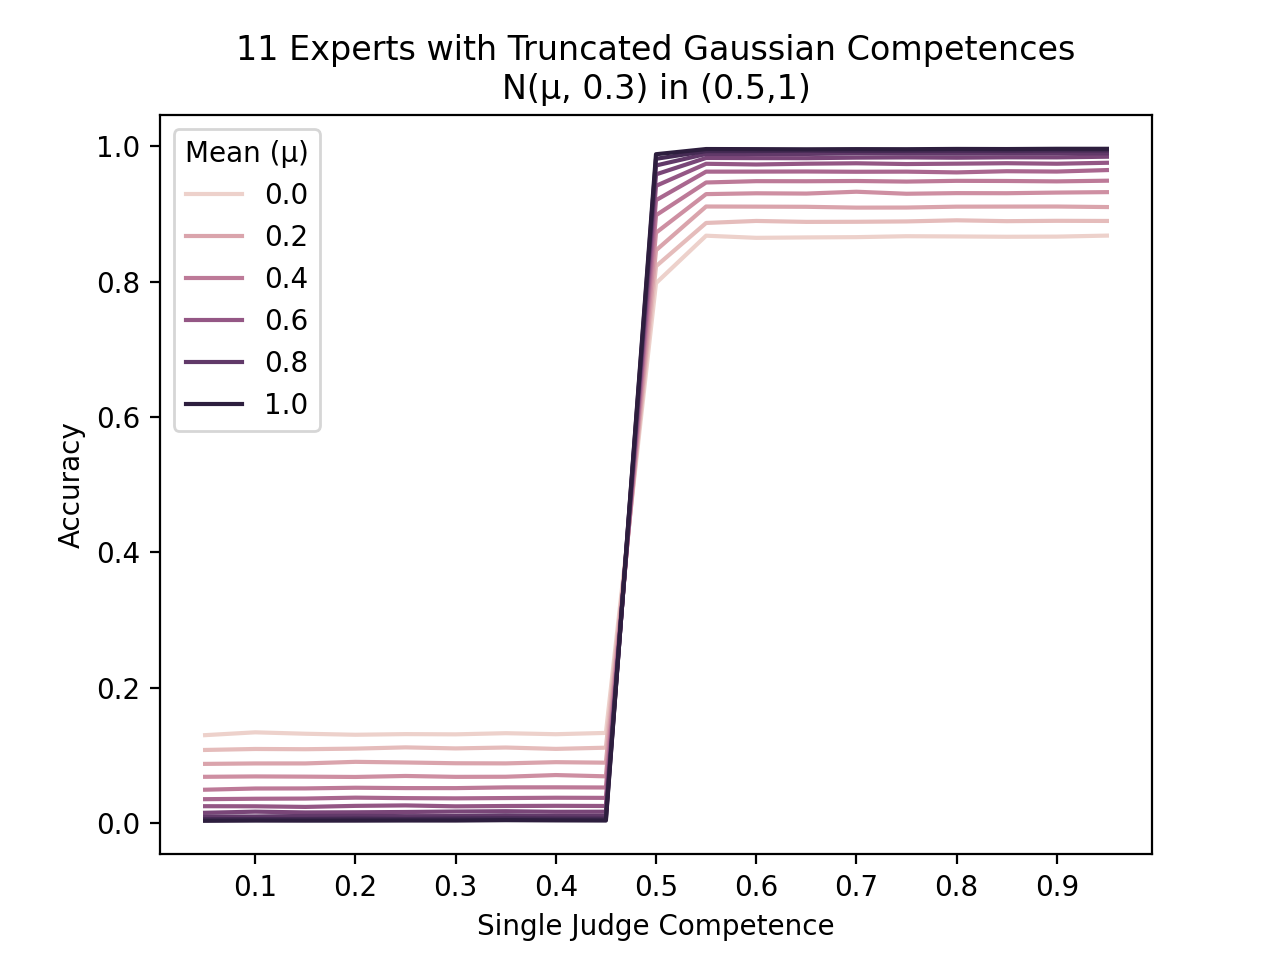 11 Experts with Truncated Gaussian Competences
N(μ, 0.3) in (0.5,1)
Mean (μ)
0.0
0.2
0.4
0.6
0.8
1.0
Accuracy
1.0
0.8
0.6
0.4
0.2
0.0
0.1 0.2 0.3 0.4 0.5 0.6 0.7 0.8 0.9
Single Judge Competence